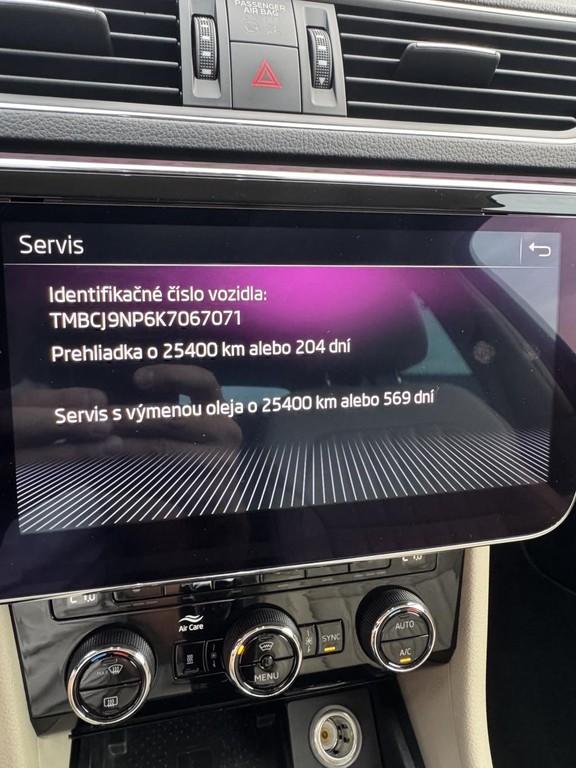 PASSENGER
AIR BAG
Servis
Identifikačné číslo vozidla:
TMBCJ9NP6K7067071
Prehliadka o 25400 km alebo 204 dní
Servis s výmenou oleja o 25400 km alebo 569 dní
Air Care
MAX
MENU
SYNC
AUTO
A/C